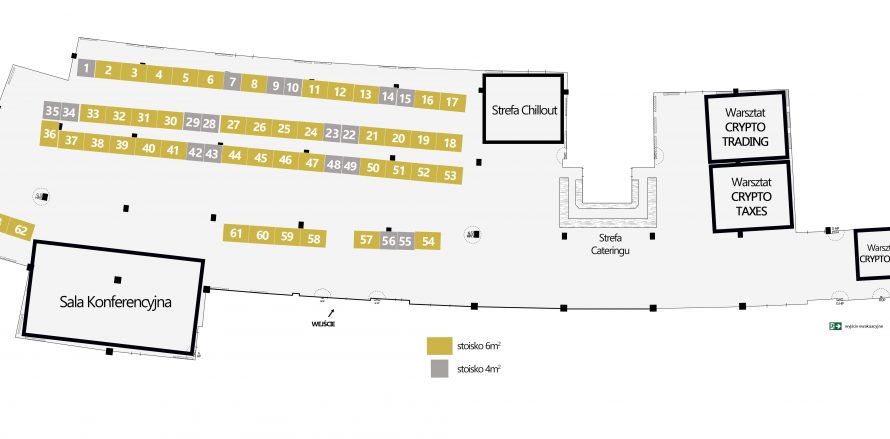 1 2 3 4 5 6 7 8 9 10 11 12 13 14 15 16 17
35 34 33 32 31 30 29 28 27 26 25 24 23 22 21 20 19 18
36 37 38 39 40 41 42 43 44 45 46 47 48 49 50 51 52 53
62
61 60 59 58 57 56 55 54
Strefa Chillout
Warsztat
CRYPTO
TRADING
Warsztat
CRYPTO
TAXES
Strefa
Cateringu
Warsztat
CRYPTO
Sala Konferencyjna
WEJŚCIE
wyjście ewakuacyjne
stoisko 6m²
stoisko 4m²